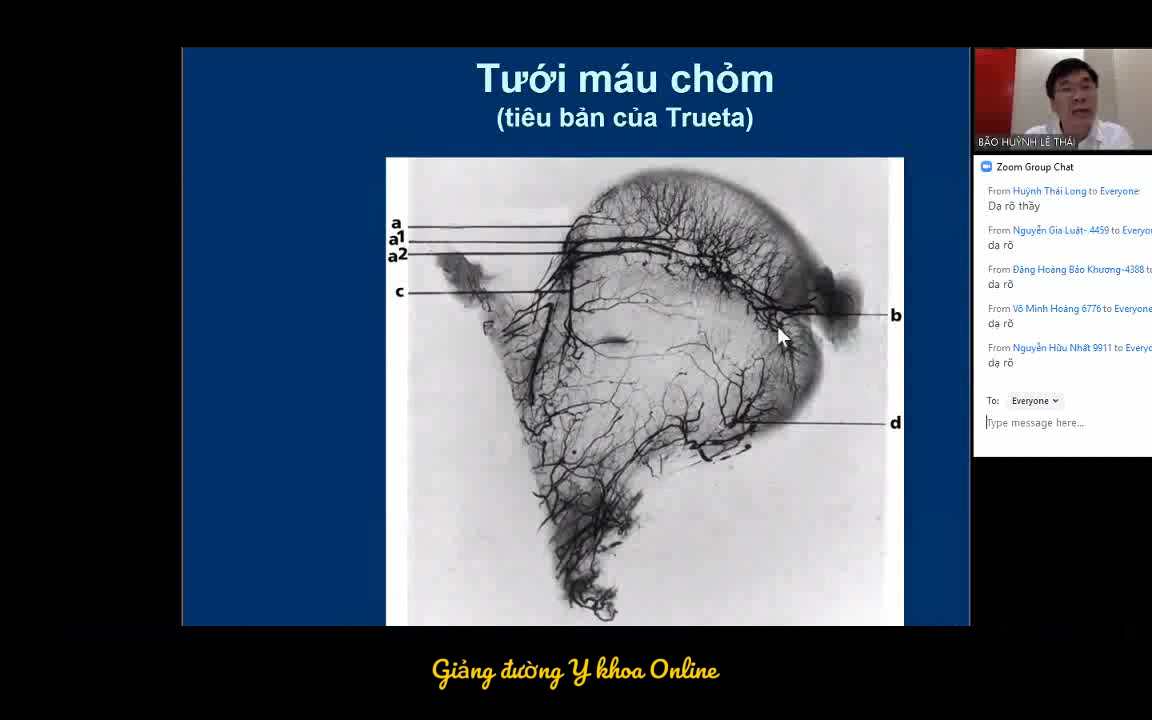 Tưới máu chỏm
(tiêu bản của Trueta)
a
a1
a2
c
b
d
BẢO HUỲNH LÊ THÁI
Zoom Group Chat
From Huỳnh Thái Long to Everyone:
Dạ rõ thầy
From Nguyễn Gia Luật- 4459 to Everyo
dạ rõ
From Đặng Hoàng Bảo Khương-4388 to
dạ rõ
From Võ Minh Hoàng 6776 to Everyone
dạ rõ
From Nguyễn Hữu Nhất 9911 to Everyo
dạ rõ
To: Everyone
Type message here...
Giảng đường Y khoa Online